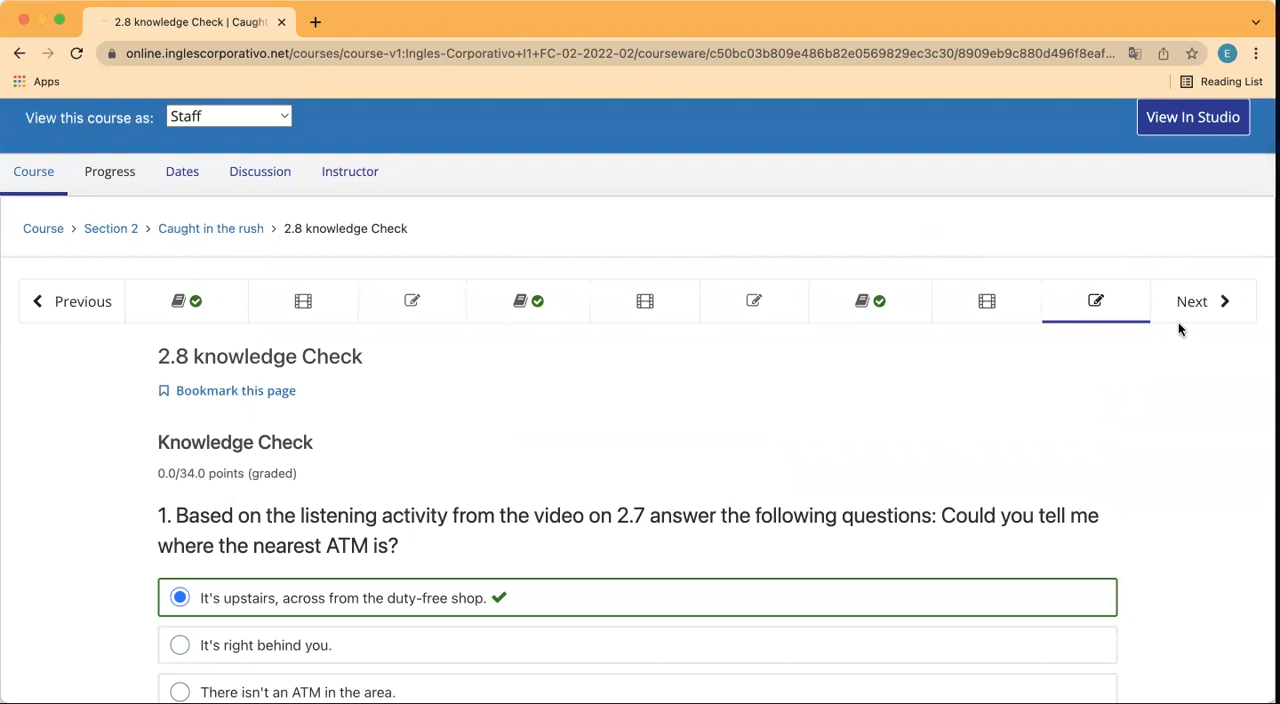 2.8 knowledge Check | Caught
online.inglescorporativo.net/courses/course-v1:Ingles-Corporativo+I1+FC-02-2022-02/courseware/c50bc03b809e486b82e0569829ec3c30/8909eb9c880d496f8eaf...
E
Apps
Reading List
View this course as:
Staff
View In Studio
Course
Progress
Dates
Discussion
Instructor
Course > Section 2 > Caught in the rush > 2.8 knowledge Check
Previous
Next
2.8 knowledge Check
Bookmark this page
Knowledge Check
0.0/34.0 points (graded)
1. Based on the listening activity from the video on 2.7 answer the following questions: Could you tell me
where the nearest ATM is?
It's upstairs, across from the duty-free shop.
It's right behind you.
There isn't an ATM in the area.